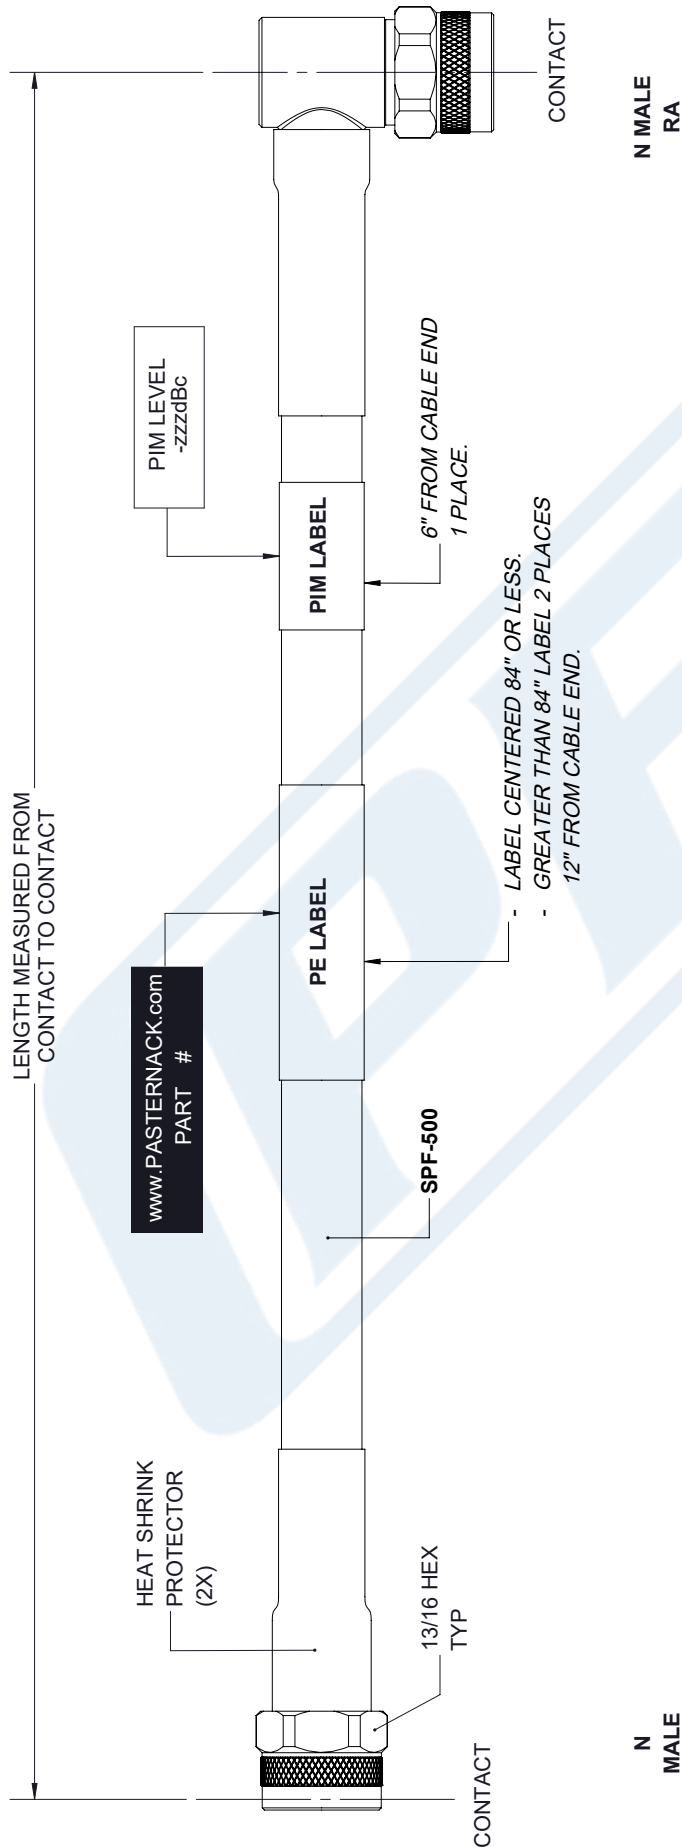 LENGTH MEASURED FROM
CONTACT TO CONTACT
HEAT SHRINK
PROTECTOR
(2X)
www.PASTERNACK.com
PART #
PIM LEVEL
-zzzdBc
PE LABEL
PIM LABEL
13/16 HEX
TYP
SPF-500
6" FROM CABLE END
1 PLACE.
- LABEL CENTERED 84" OR LESS.
- GREATER THAN 84" LABEL 2 PLACES
12" FROM CABLE END.
CONTACT
CONTACT
N
MALE
N MALE
RA